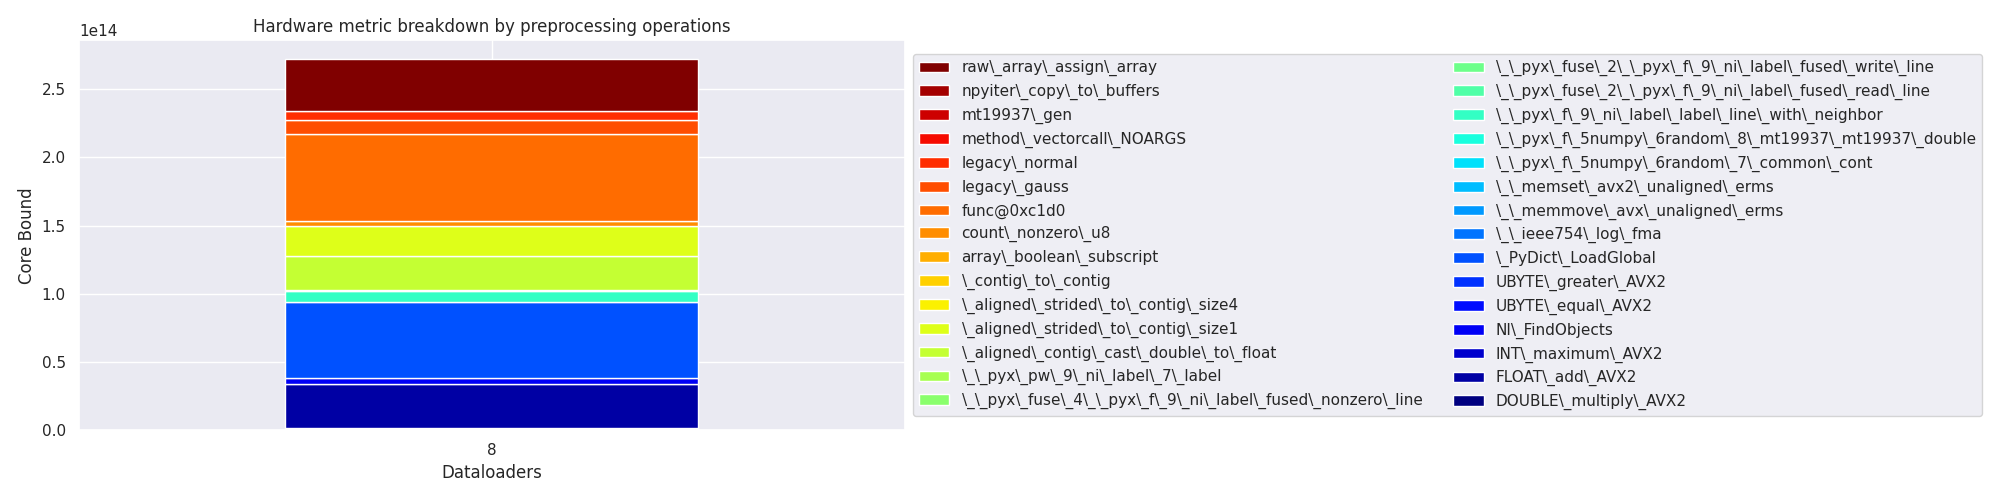 Hardware metric breakdown by preprocessing operations
1e14
2.5
2.0
1.5
1.0
0.5
0.0
Core Bound
8
Dataloaders
raw\_array\_assign\_array
npyiter\_copy\_to\_buffers
mt19937\_gen
method\_vectorcall\_NOARGS
legacy\_normal
legacy\_gauss
func@0xc1d0
count\_nonzero\_u8
array\_boolean\_subscript
\_contig\_to\_contig
\_aligned\_strided\_to\_contig\_size4
\_aligned\_strided\_to\_contig\_size1
\_aligned\_contig\_cast\_double\_to\_float
\_\_pyx\_pw\_9\_ni\_label\_7\_label
\_\_pyx\_fuse\_4\_\_pyx\_f\_9\_ni\_label\_fused\_nonzero\_line
\_\_pyx\_fuse\_2\_\_pyx\_f\_9\_ni\_label\_fused\_write\_line
\_\_pyx\_fuse\_2\_\_pyx\_f\_9\_ni\_label\_fused\_read\_line
\_\_pyx\_f\_9\_ni\_label\_label\_line\_with\_neighbor
\_\_pyx\_f\_5numpy\_6random\_8\_mt19937\_mt19937\_double
\_\_pyx\_f\_5numpy\_6random\_7\_common\_cont
\_\_memset\_avx2\_unaligned\_erms
\_\_memmove\_avx\_unaligned\_erms
\_\_ieee754\_log\_fma
\_PyDict\_LoadGlobal
UBYTE\_greater\_AVX2
UBYTE\_equal\_AVX2
NI\_FindObjects
INT\_maximum\_AVX2
FLOAT\_add\_AVX2
DOUBLE\_multiply\_AVX2